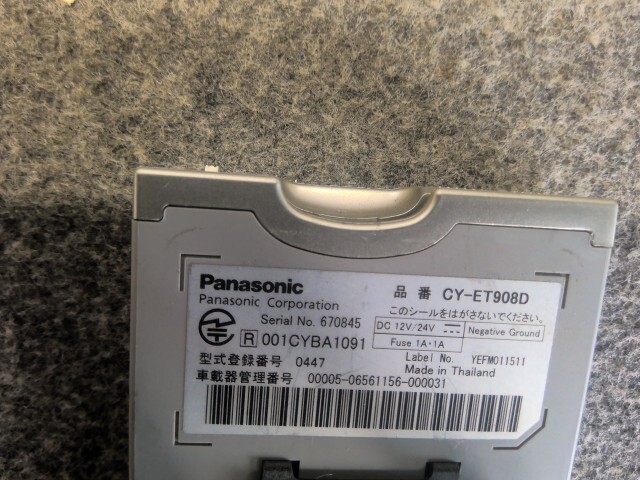 Panasonic
Panasonic Corporation
品番 CY-ET908D
このシールをはがさないでください。
Serial No. 670845
DC 12V/24V Negative Ground
Fuse 1A・1A
R 001CYBA1091
型式登録番号 0447
Label No. YEFM011511
Made in Thailand
車載器管理番号 00005-06561156-000031